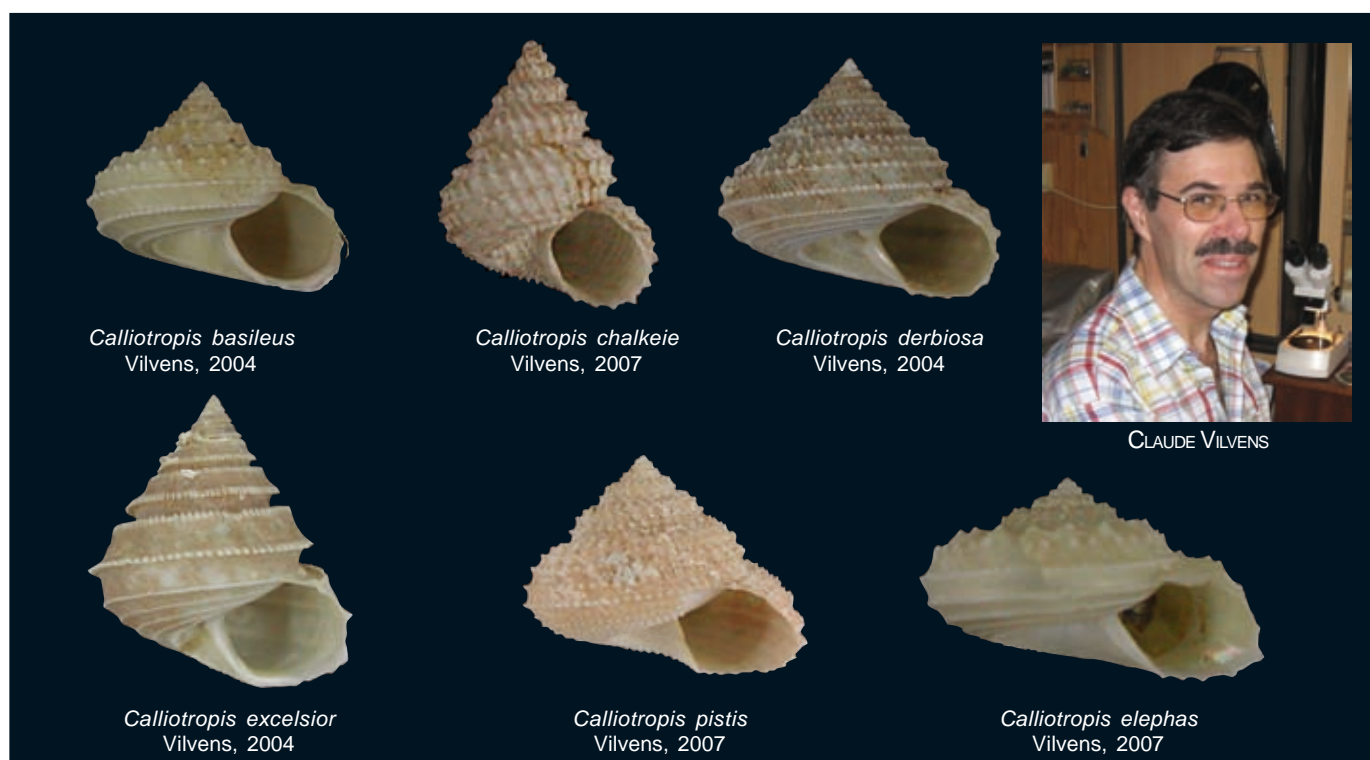 Calliotropis basileus
Vilvens, 2004
Calliotropis chalkeie
Vilvens, 2007
Calliotropis derbiosa
Vilvens, 2004
CLAUDE VILVENS
Calliotropis excelsior
Vilvens, 2004
Calliotropis pistis
Vilvens, 2007
Calliotropis elephas
Vilvens, 2007